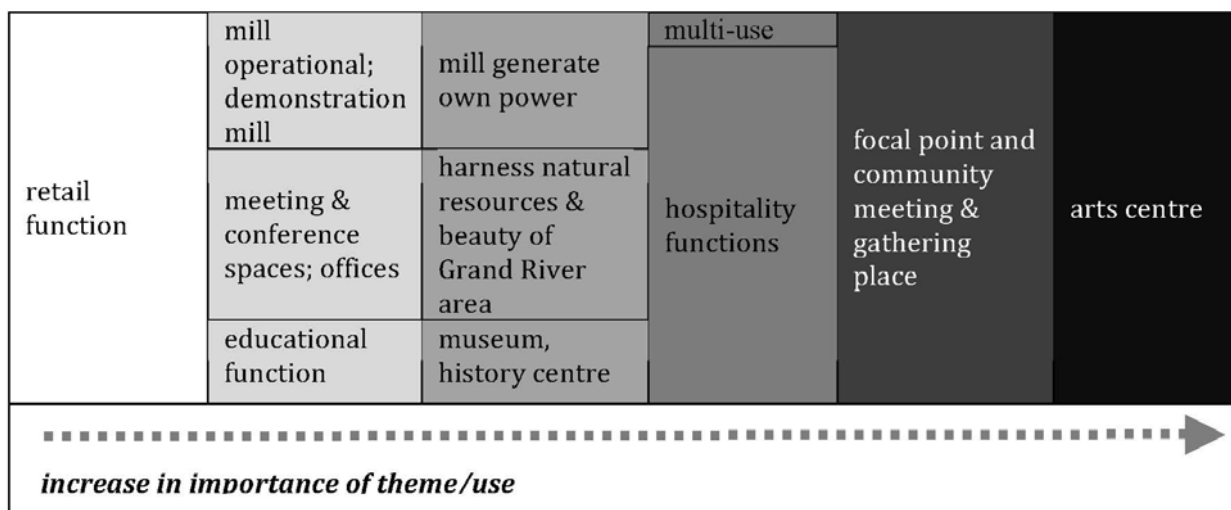 retail
function
mill
operational;
demonstration
mill
meeting &
conference
spaces; offices
educational
function
mill generate
own power
harness natural
resources &
beauty of
Grand River
area
museum,
history centre
multi-use
hospitality
functions
focal point and
community
meeting &
gathering
place
arts centre
increase in importance of theme/use